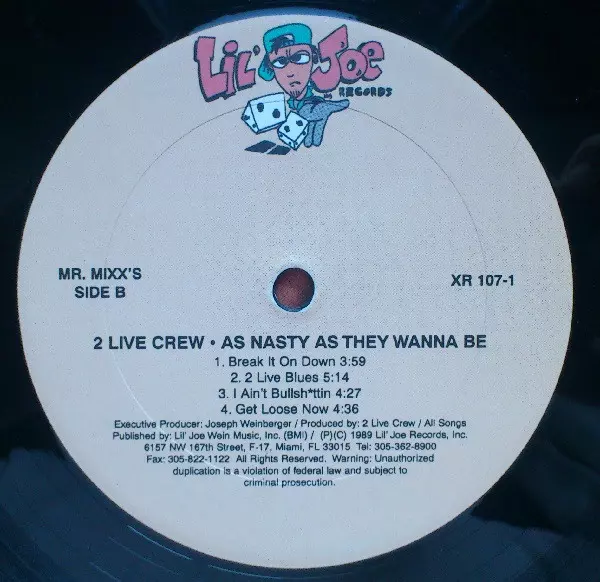 LiL' JOE
RECORDS
MR. MIXX'S
SIDE B
XR 107-1
2 LIVE CREW • AS NASTY AS THEY WANNA BE
1. Break It On Down 3:59
2. 2 Live Blues 5:14
3. I Ain't Bullsh*ttin 4:27
4. Get Loose Now 4:36
Executive Producer: Joseph Weinberger / Produced by: 2 Live Crew / All Songs
Published by: Lil' Joe Wein Music, Inc. (BMI) / (P)(C) 1989 Lil' Joe Records, Inc.
6157 NW 167th Street, F-17, Miami, FL 33015 Tel: 305-362-8900
Fax: 305-822-1122 All Rights Reserved. Warning: Unauthorized
duplication is a violation of federal law and subject to
criminal prosecution.